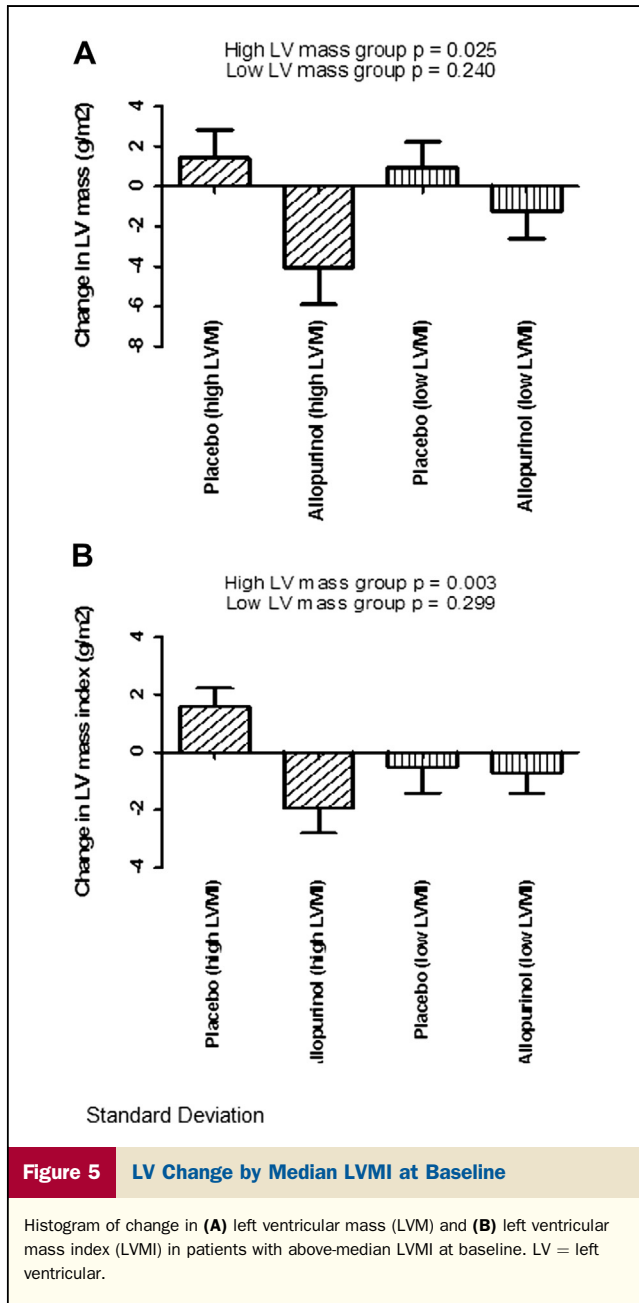 A
High LV mass group p = 0.025
Low LV mass group p = 0.240
Change in LV mass (g/m2)
4
2
0
-2
-4
-6
-8
Placebo (high LVMI)
Allopurinol (high LVMI)
Placebo (low LVMI)
Allopurinol (low LVMI)
B
High LV mass group p = 0.003
Low LV mass group p = 0.299
Change in LV mass index (g/m2)
4
2
0
-2
-4
Placebo (high LVMI)
llopurinol (high LVMI)
Placebo (low LVMI)
Allopurinol (low LVMI)
Standard Deviation
Figure 5 LV Change by Median LVMI at Baseline
Histogram of change in (A) left ventricular mass (LVM) and (B) left ventricular
mass index (LVMI) in patients with above-median LVMI at baseline. LV = left
ventricular.